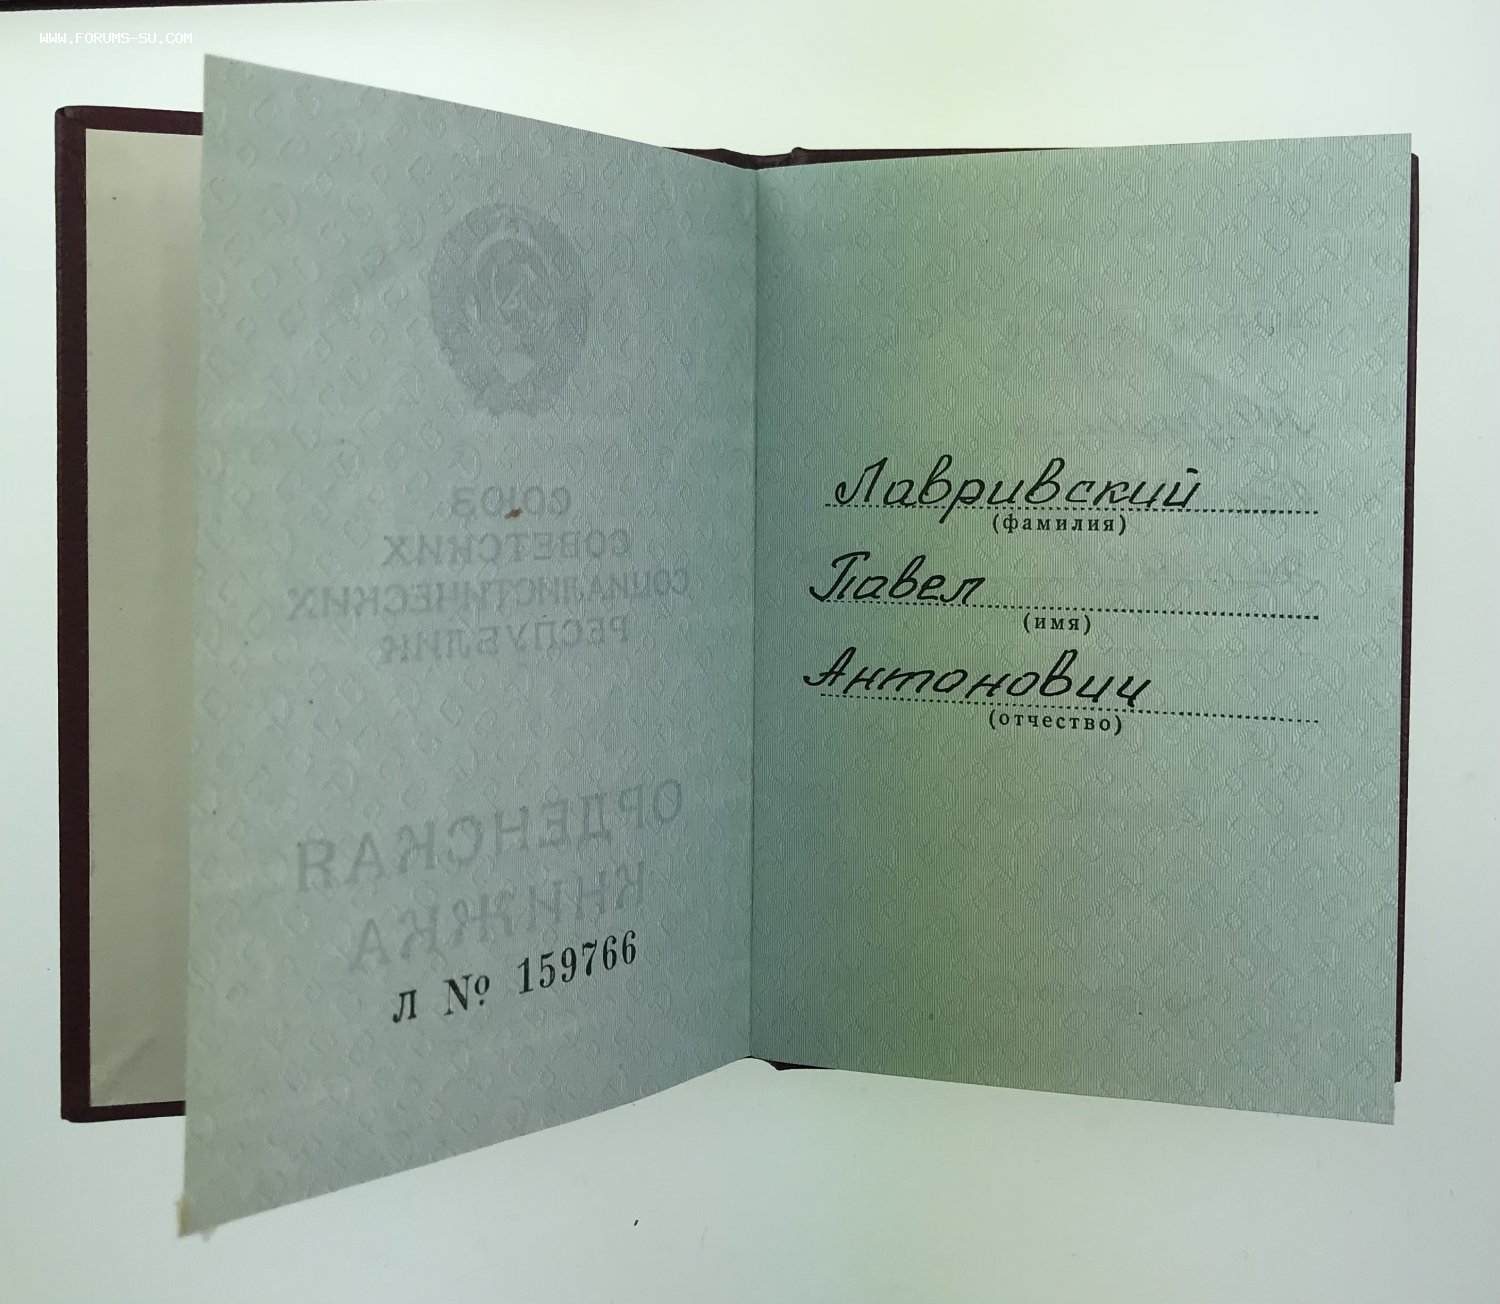 WWW.FORUMS-SU.COM
СОЮЗ
СОВЕТСКИХ
СОЦИАЛИСТИЧЕСКИХ
РЕСПУБЛИК
ОРДЕНСКАЯ
КНИЖКА
Л № 159766
Лавривский
(фамилия)
Павел
(имя)
Антонович
(отчество)